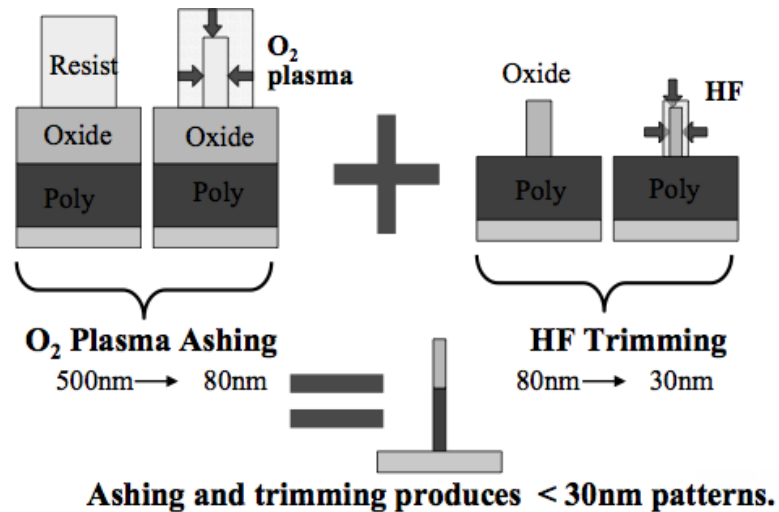 Resist
O₂
plasma
Oxide
Oxide
Poly
Poly
Oxide
HF
Poly
Poly
O₂ Plasma Ashing
500nm→ 80nm
HF Trimming
80nm→ 30nm
Ashing and trimming produces < 30nm patterns.